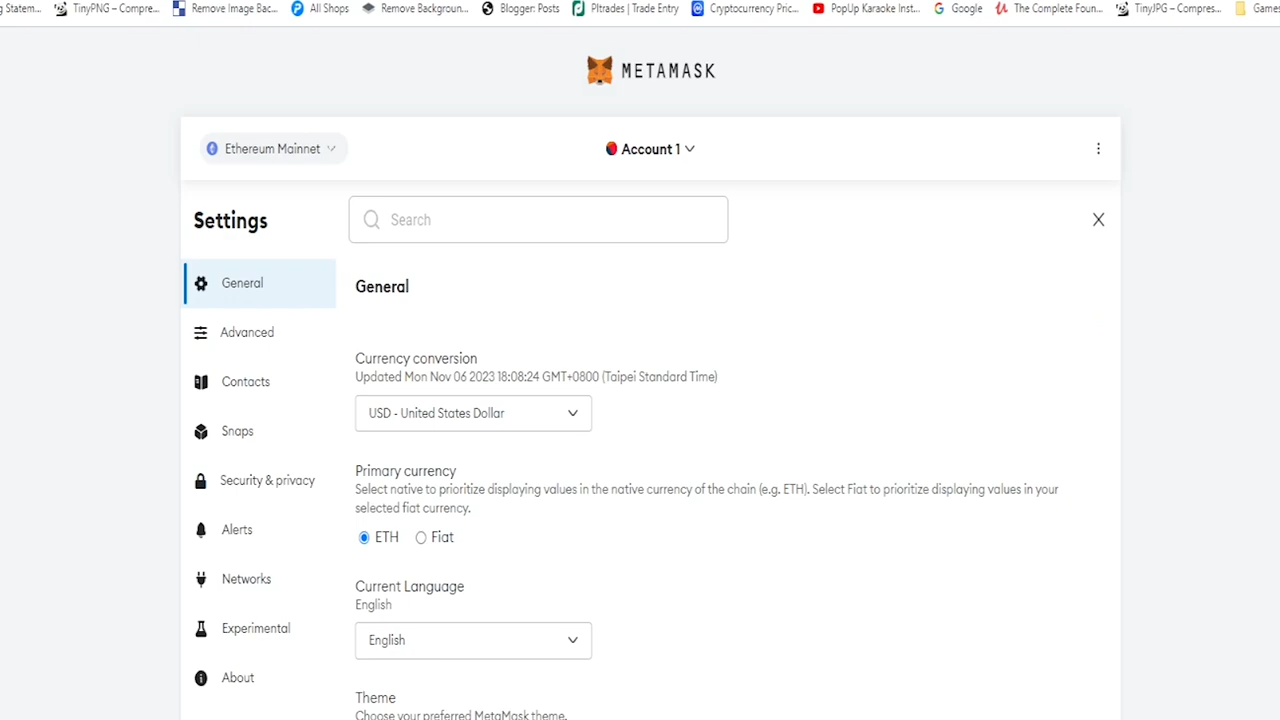 g Statem... TinyPNG – Compre... Remove Image Bac... All Shops Remove Backgroun... Blogger: Posts Pltrades | Trade Entry Cryptocurrency Pric... PopUp Karaoke Inst... Google The Complete Foun... TinyJPG – Compres... Games
METAMASK
Ethereum Mainnet Account 1
Settings Search X
General
General
Advanced
Currency conversion
Updated Mon Nov 06 2023 18:08:24 GMT+0800 (Taipei Standard Time)
Contacts
USD - United States Dollar
Snaps
Primary currency
Security & privacy
Select native to prioritize displaying values in the native currency of the chain (e.g. ETH). Select Fiat to prioritize displaying values in your
selected fiat currency.
Alerts
ETH Fiat
Networks
Current Language
English
Experimental
English
About
Theme
Choose your preferred MetaMask theme.